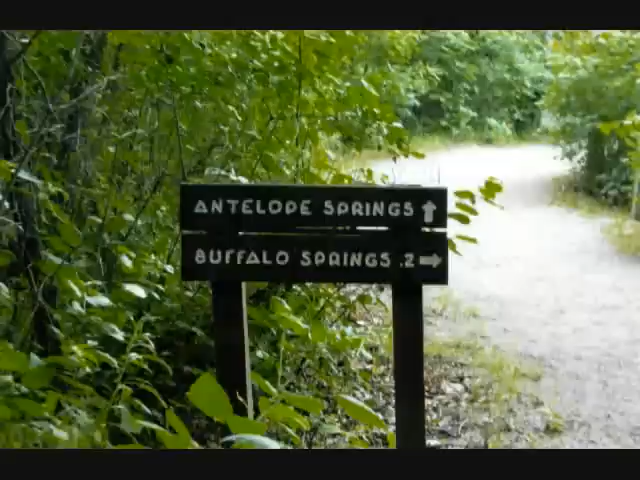 ANTELOPE SPRINGS ↑
BUFFALO SPRINGS .2 →